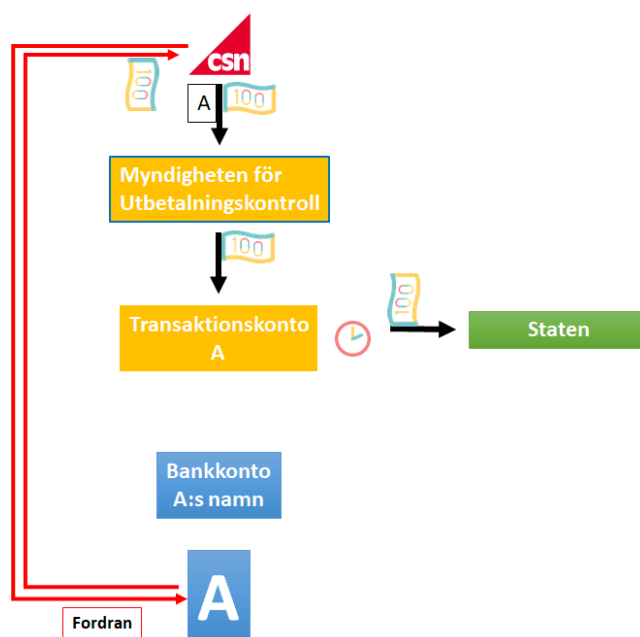 csn
100
A
100
Myndigheten för
Utbetalningskontroll
100
100
Transaktionskonto
A
Staten
Bankkonto
A:s namn
A
Fordran